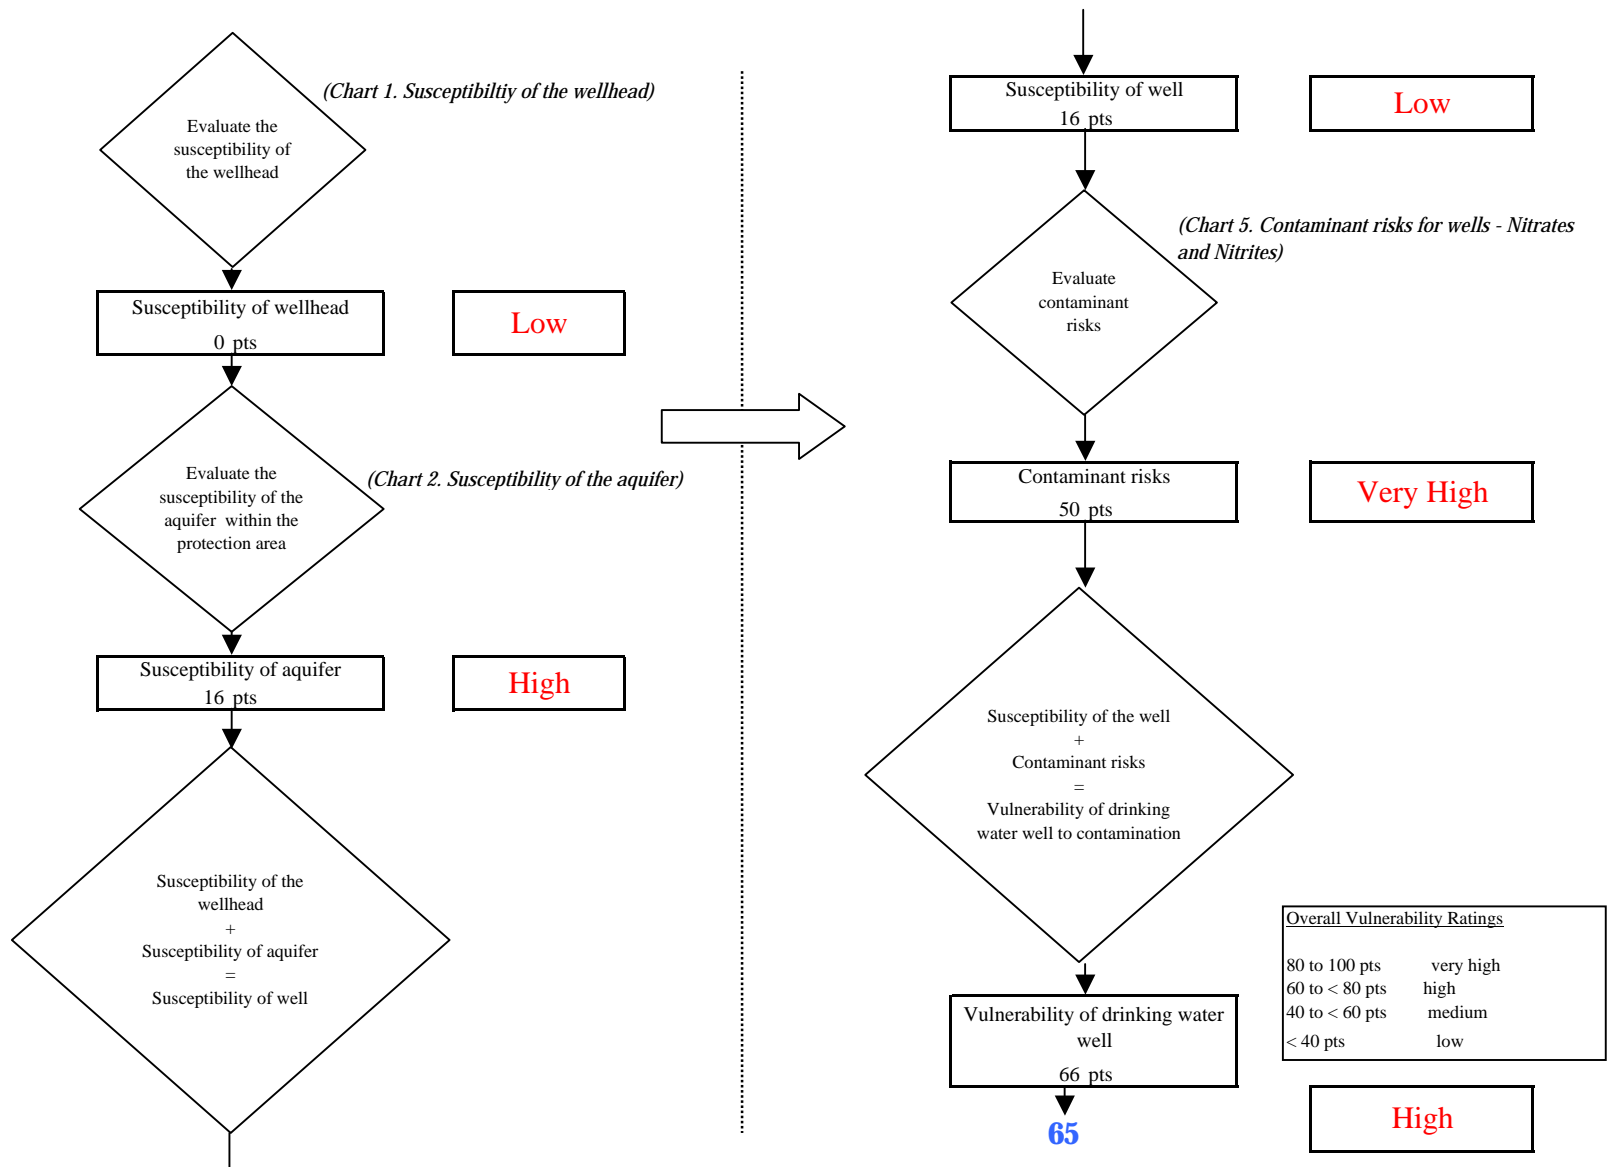 (Chart 1. Susceptibiltiy of the wellhead)
Evaluate the
susceptibility of
the wellhead
Susceptibility of wellhead
0 pts
Low
Evaluate the
susceptibility of the
aquifer within the
protection area
(Chart 2. Susceptibility of the aquifer)
Susceptibility of aquifer
16 pts
High
Susceptibility of the
wellhead
+
Susceptibility of aquifer
=
Susceptibility of well
Susceptibility of well
16 pts
Low
(Chart 5. Contaminant risks for wells - Nitrates
and Nitrites)
Evaluate
contaminant
risks
Contaminant risks
50 pts
Very High
Susceptibility of the well
+
Contaminant risks
=
Vulnerability of drinking
water well to contamination
Overall Vulnerability Ratings
80 to 100 pts very high
60 to < 80 pts high
40 to < 60 pts medium
< 40 pts low
Vulnerability of drinking water
well
66 pts
65
High